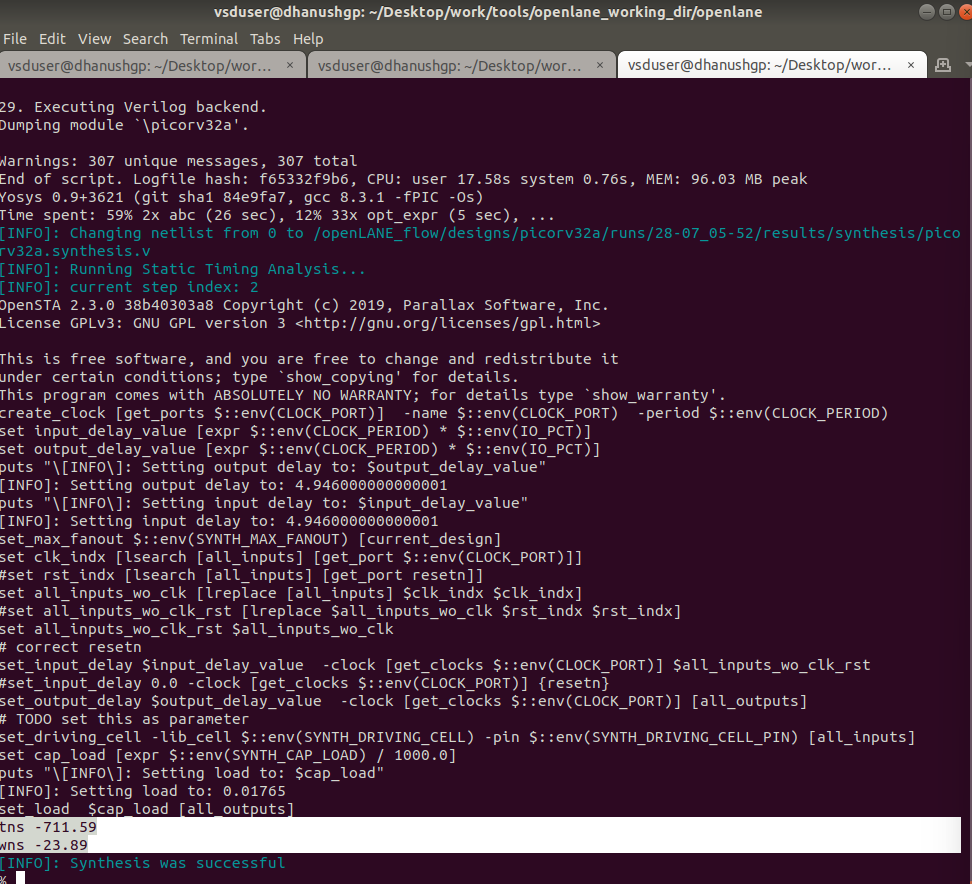 vsduser@dhanushgp: ~/Desktop/work/tools/openlane_working_dir/openlane
File Edit View Search Terminal Tabs Help
vsduser@dhanushgp: ~/Desktop/wor... × vsduser@dhanushgp: ~/Desktop/wor... × vsduser@dhanushgp: ~/Desktop/wor... ×
29. Executing Verilog backend.
Dumping module `\picorv32a'.
Warnings: 307 unique messages, 307 total
End of script. Logfile hash: f65332f9b6, CPU: user 17.58s system 0.76s, MEM: 96.03 MB peak
Yosys 0.9+3621 (git sha1 84e9fa7, gcc 8.3.1 -fPIC -Os)
Time spent: 59% 2x abc (26 sec), 12% 33x opt_expr (5 sec), ...
[INFO]: Changing netlist from 0 to /openLANE_flow/designs/picorv32a/runs/28-07_05-52/results/synthesis/pico
rv32a.synthesis.v
[INFO]: Running Static Timing Analysis...
[INFO]: current step index: 2
OpenSTA 2.3.0 38b40303a8 Copyright (c) 2019, Parallax Software, Inc.
License GPLv3: GNU GPL version 3 <http://gnu.org/licenses/gpl.html>
This is free software, and you are free to change and redistribute it
under certain conditions; type `show_copying' for details.
This program comes with ABSOLUTELY NO WARRANTY; for details type `show_warranty'.
create_clock [get_ports $::env(CLOCK_PORT)]  -name $::env(CLOCK_PORT)  -period $::env(CLOCK_PERIOD)
set input_delay_value [expr $::env(CLOCK_PERIOD) * $::env(IO_PCT)]
set output_delay_value [expr $::env(CLOCK_PERIOD) * $::env(IO_PCT)]
puts "\[INFO\]: Setting output delay to: $output_delay_value"
[INFO]: Setting output delay to: 4.946000000000001
puts "\[INFO\]: Setting input delay to: $input_delay_value"
[INFO]: Setting input delay to: 4.946000000000001
set_max_fanout $::env(SYNTH_MAX_FANOUT) [current_design]
set clk_indx [lsearch [all_inputs] [get_port $::env(CLOCK_PORT)]]
#set rst_indx [lsearch [all_inputs] [get_port resetn]]
set all_inputs_wo_clk [lreplace [all_inputs] $clk_indx $clk_indx]
#set all_inputs_wo_clk_rst [lreplace $all_inputs_wo_clk $rst_indx $rst_indx]
set all_inputs_wo_clk_rst $all_inputs_wo_clk
# correct resetn
set_input_delay $input_delay_value  -clock [get_clocks $::env(CLOCK_PORT)] $all_inputs_wo_clk_rst
#set_input_delay 0.0 -clock [get_clocks $::env(CLOCK_PORT)] {resetn}
set_output_delay $output_delay_value  -clock [get_clocks $::env(CLOCK_PORT)] [all_outputs]
# TODO set this as parameter
set_driving_cell -lib_cell $::env(SYNTH_DRIVING_CELL) -pin $::env(SYNTH_DRIVING_CELL_PIN) [all_inputs]
set cap_load [expr $::env(SYNTH_CAP_LOAD) / 1000.0]
puts "\[INFO\]: Setting load to: $cap_load"
[INFO]: Setting load to: 0.01765
set_load  $cap_load [all_outputs]
tns -711.59
wns -23.89
[INFO]: Synthesis was successful
%